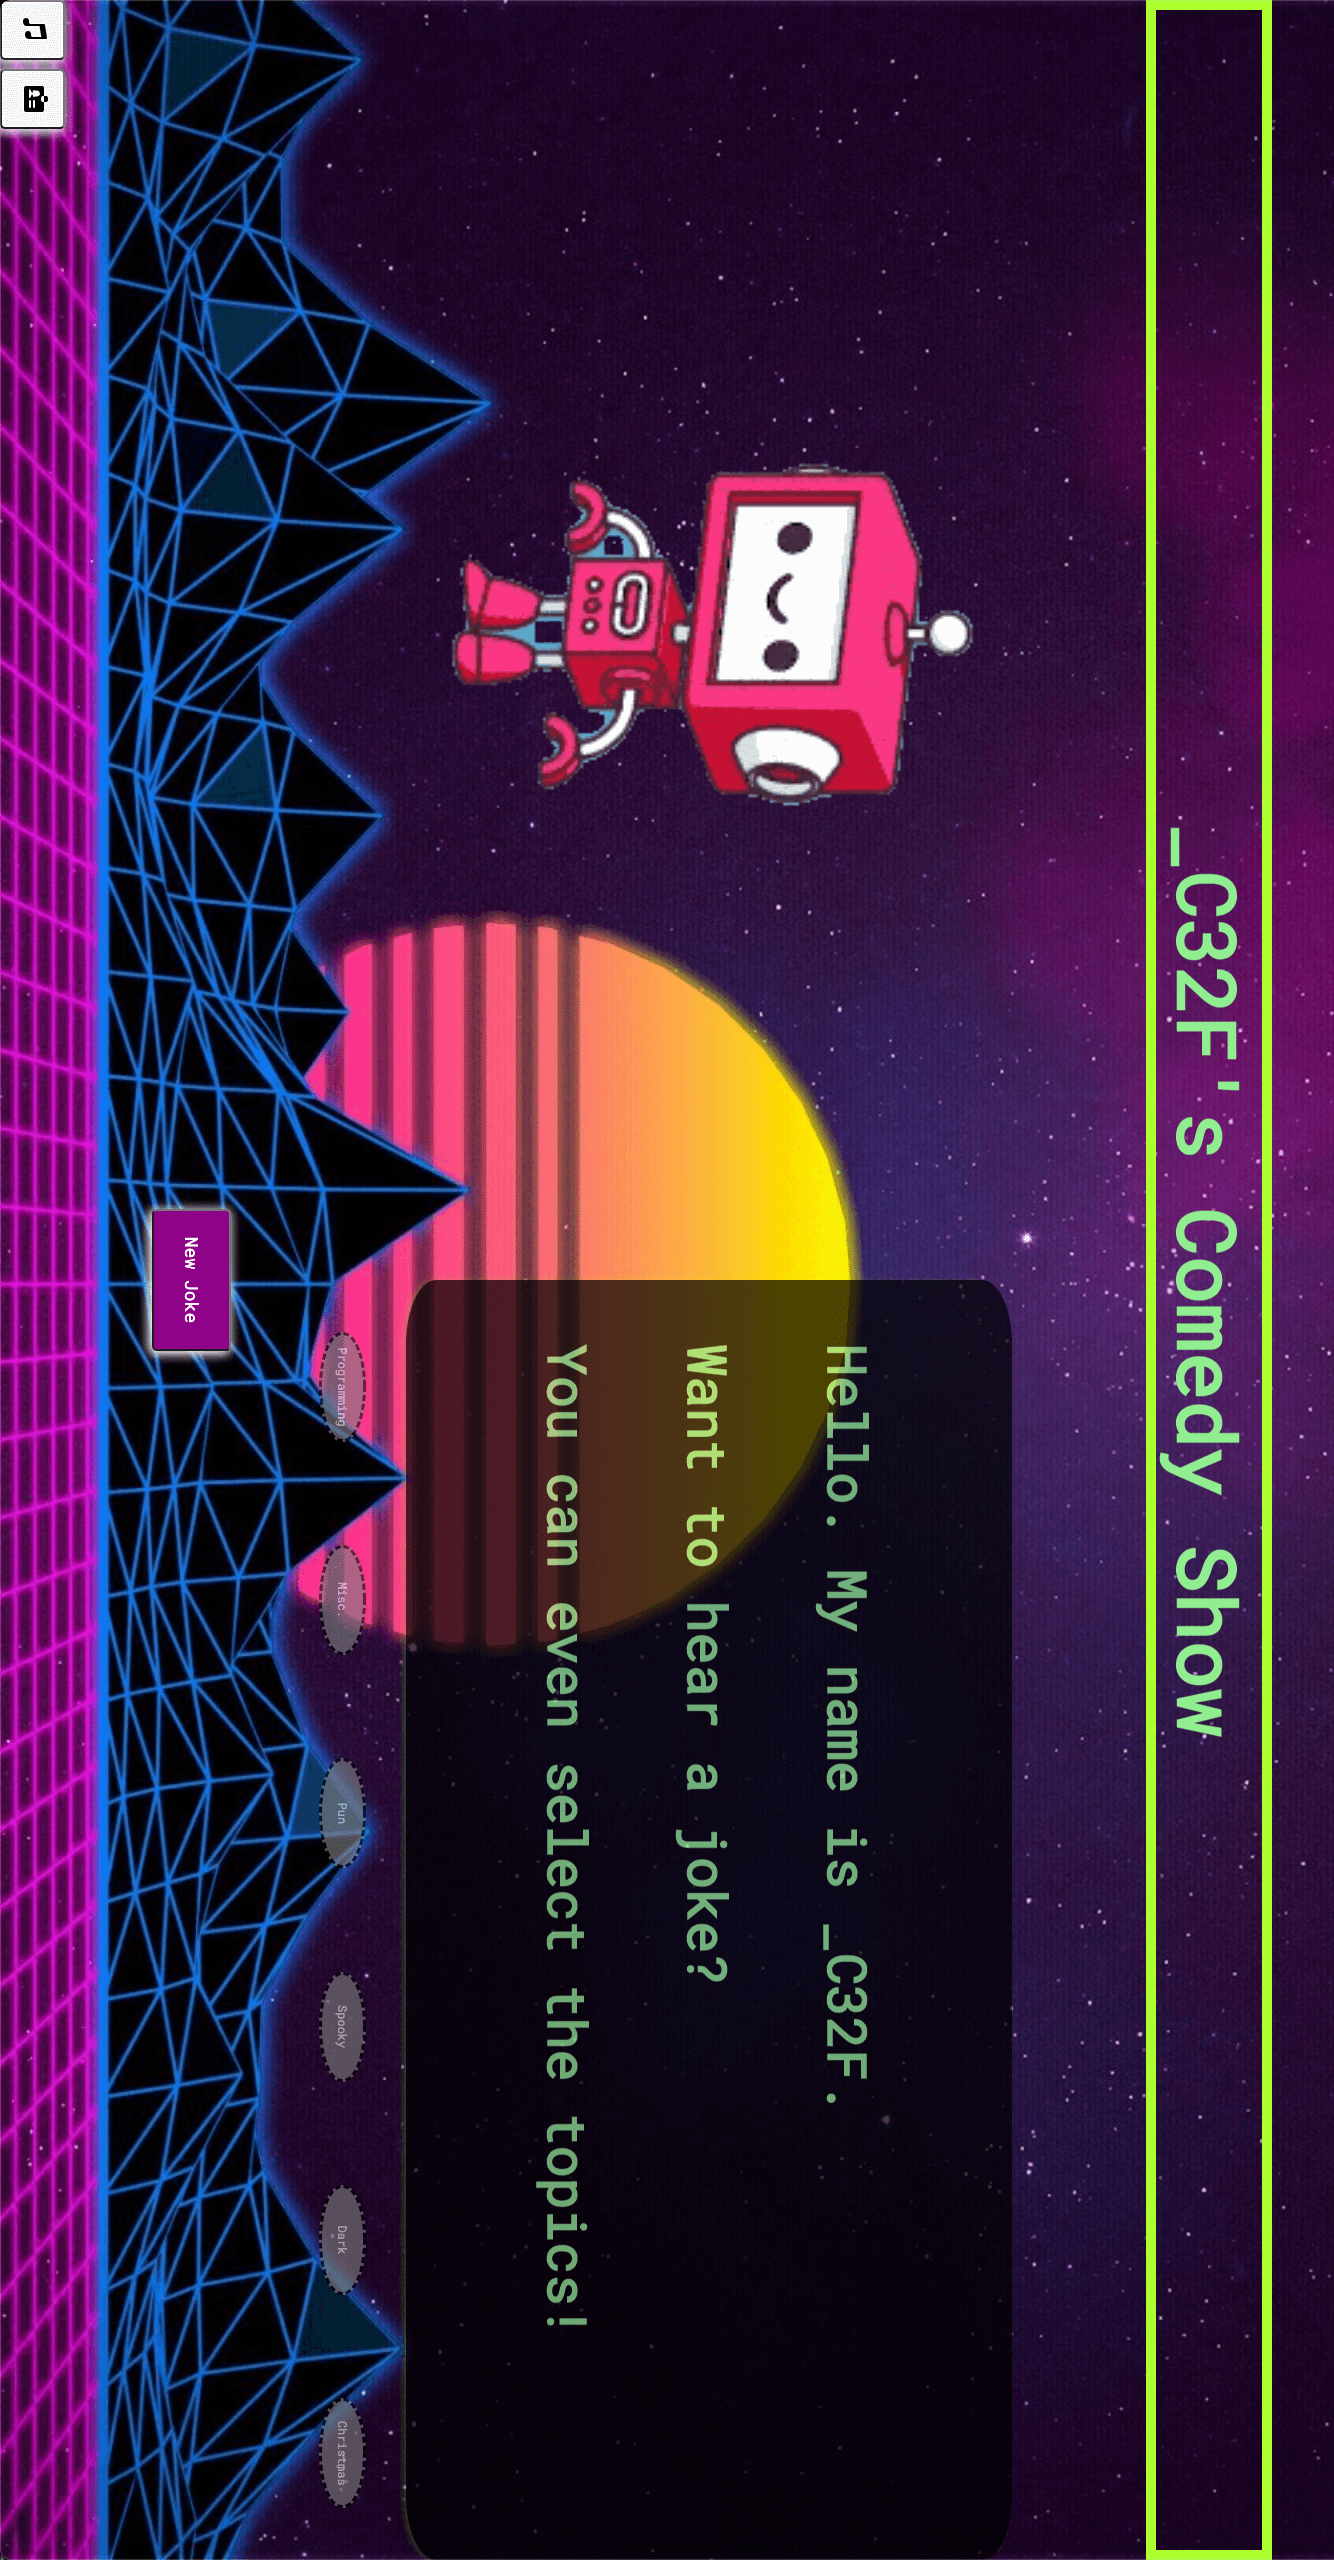 _C32F's Comedy Show
Hello. My name is _C32F.
Want to hear a joke?
You can even select the topics!
Programming
Misc.
Pun
Spooky
Dark
Christmas
New Joke